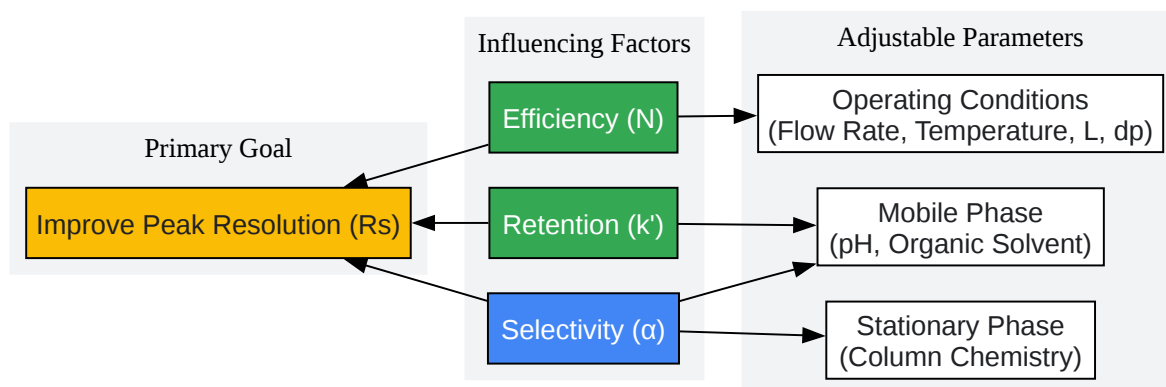 Primary Goal
Improve Peak Resolution (Rs)
Influencing Factors
Efficiency (N)
Retention (k')
Selectivity (α)
Adjustable Parameters
Operating Conditions
(Flow Rate, Temperature, L, dp)
Mobile Phase
(pH, Organic Solvent)
Stationary Phase
(Column Chemistry)